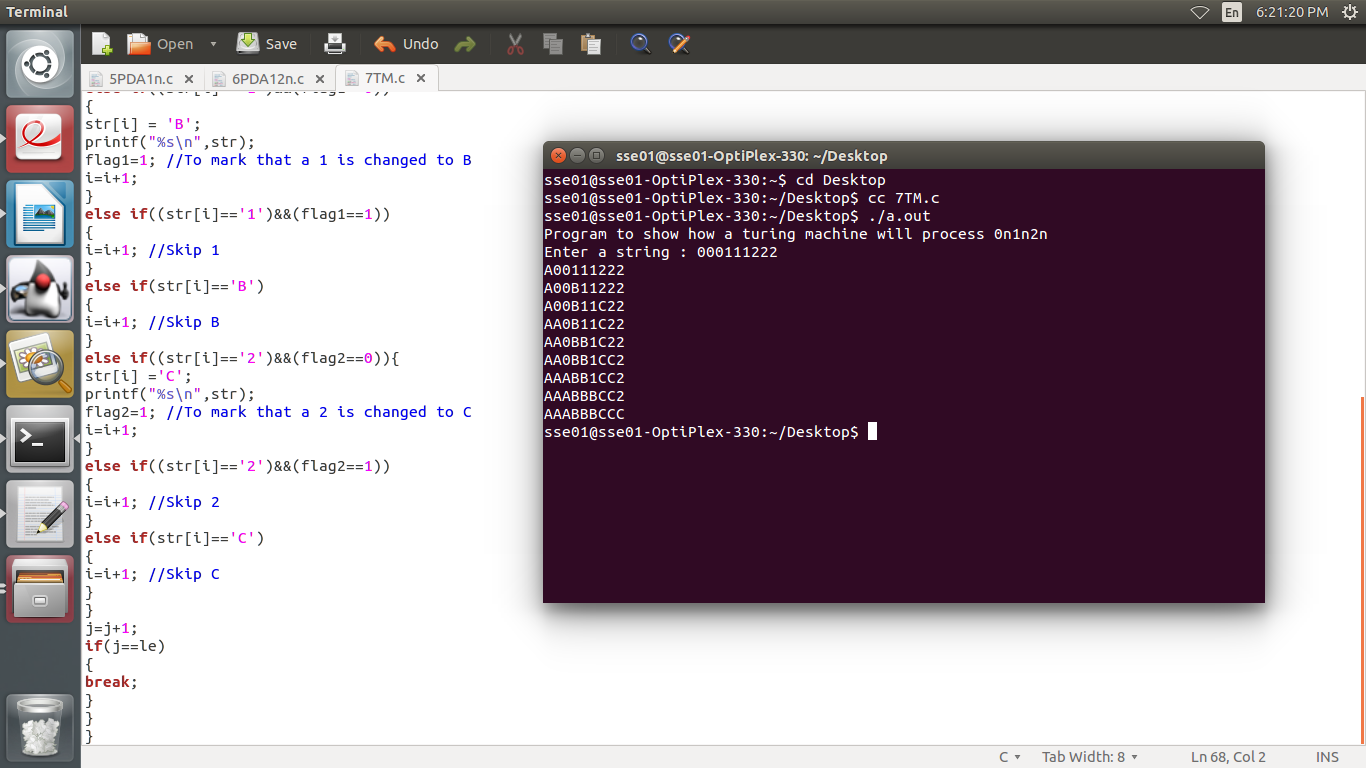 Terminal
En
6:21:20 PM
Open
Save
Undo
5PDA1n.c
6PDA12n.c
7TM.c
{
str[i] = 'B';
printf("%s\n",str);
flag1=1; //To mark that a 1 is changed to B
i=i+1;
}
else if((str[i]=='1')&&(flag1==1))
{
i=i+1; //Skip 1
}
else if(str[i]=='B')
{
i=i+1; //Skip B
}
else if((str[i]=='2')&&(flag2==0)){
str[i] ='C';
printf("%s\n",str);
flag2=1; //To mark that a 2 is changed to C
i=i+1;
}
else if((str[i]=='2')&&(flag2==1))
{
i=i+1; //Skip 2
}
else if(str[i]=='C')
{
i=i+1; //Skip C
}
}
j=j+1;
if(j==le)
{
break;
}
}
}
sse01@sse01-OptiPlex-330: ~/Desktop
sse01@sse01-OptiPlex-330:~$ cd Desktop
sse01@sse01-OptiPlex-330:~/Desktop$ cc 7TM.c
sse01@sse01-OptiPlex-330:~/Desktop$ ./a.out
Program to show how a turing machine will process 0n1n2n
Enter a string : 000111222
A00111222
A00B11222
A00B11C22
AA0B11C22
AA0BB1C22
AA0BB1CC2
AAABB1CC2
AAABBBCC2
AAABBBCCC
sse01@sse01-OptiPlex-330:~/Desktop$
C
Tab Width: 8
Ln 68, Col 2
INS